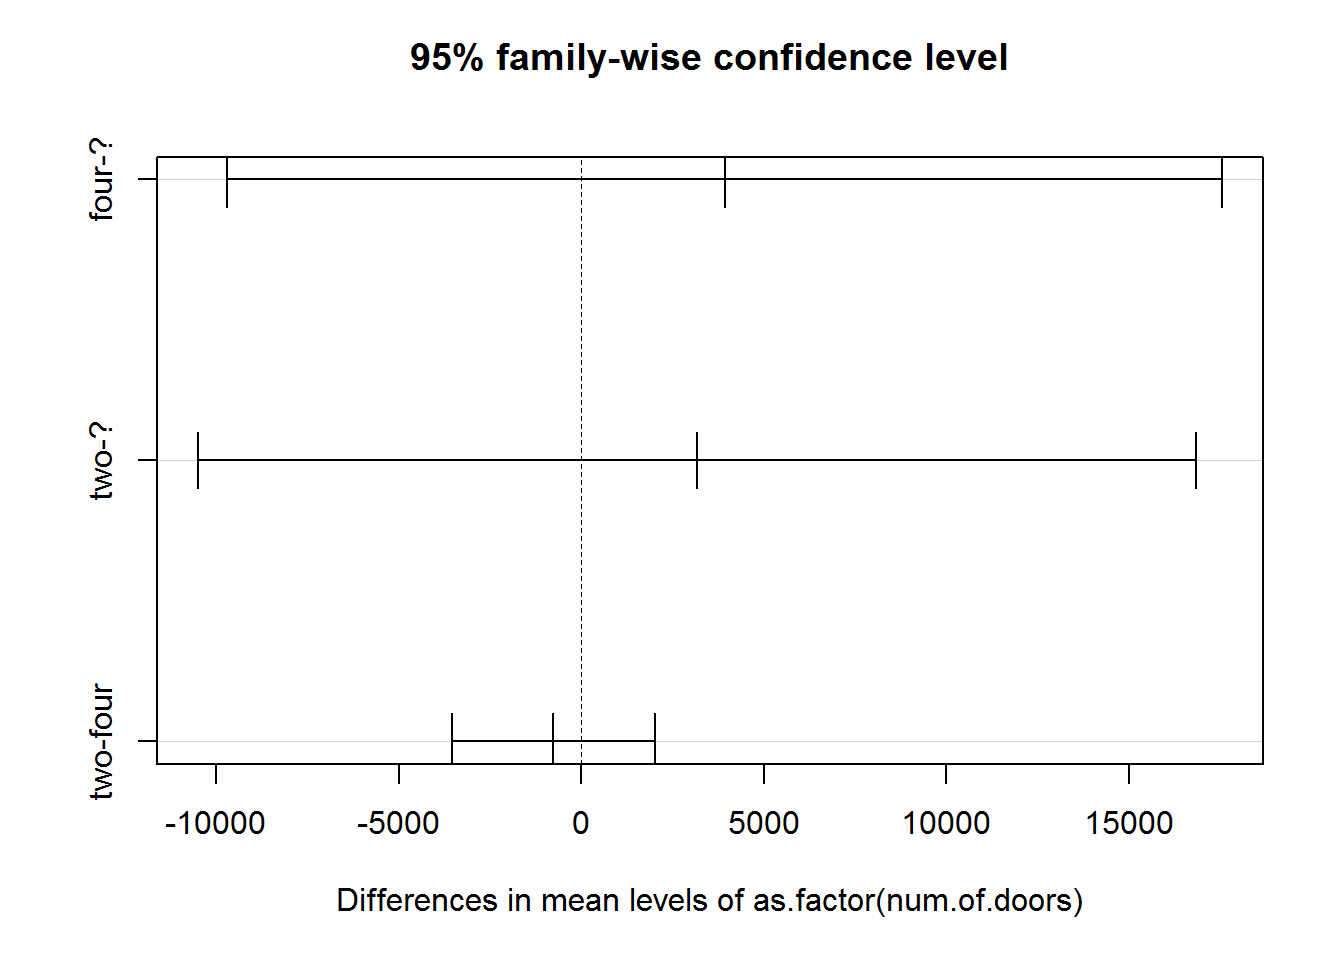 95% family-wise confidence level
four-?
two-?
two-four
-10000 -5000 0 5000 10000 15000
Differences in mean levels of as.factor(num.of.doors)